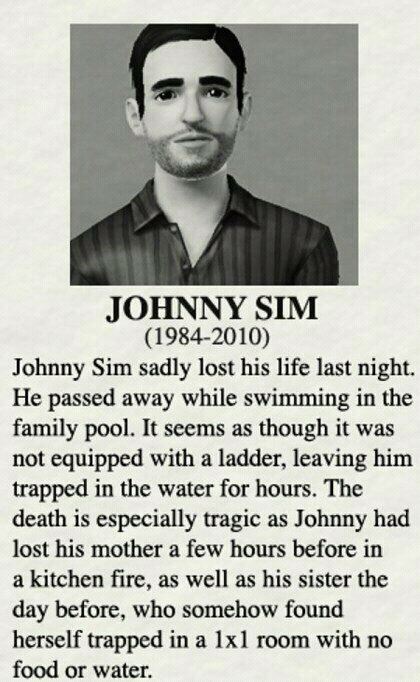 JOHNNY SIM
(1984-2010)
Johnny Sim sadly lost his life last night.
He passed away while swimming in the
family pool. It seems as though it was
not equipped with a ladder, leaving him
trapped in the water for hours. The
death is especially tragic as Johnny had
lost his mother a few hours before in
a kitchen fire, as well as his sister the
day before, who somehow found
herself trapped in a 1x1 room with no
food or water.